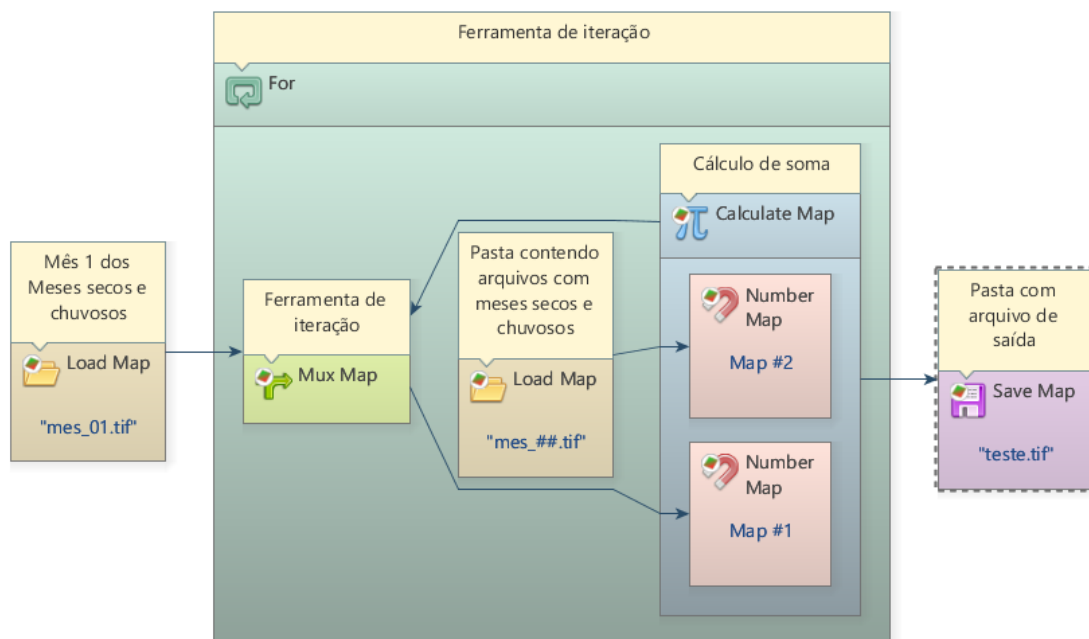 Ferramenta de iteração
For
Mês 1 dos
Meses secos e
chuvosos
Load Map
"mes_01.tif"
Ferramenta de
iteração
Mux Map
Pasta contendo
arquivos com
meses secos e
chuvosos
Load Map
"mes_##.tif"
Cálculo de soma
Calculate Map
Number
Map
Map #2
Number
Map
Map #1
Pasta com
arquivo de
saída
Save Map
"teste.tif"